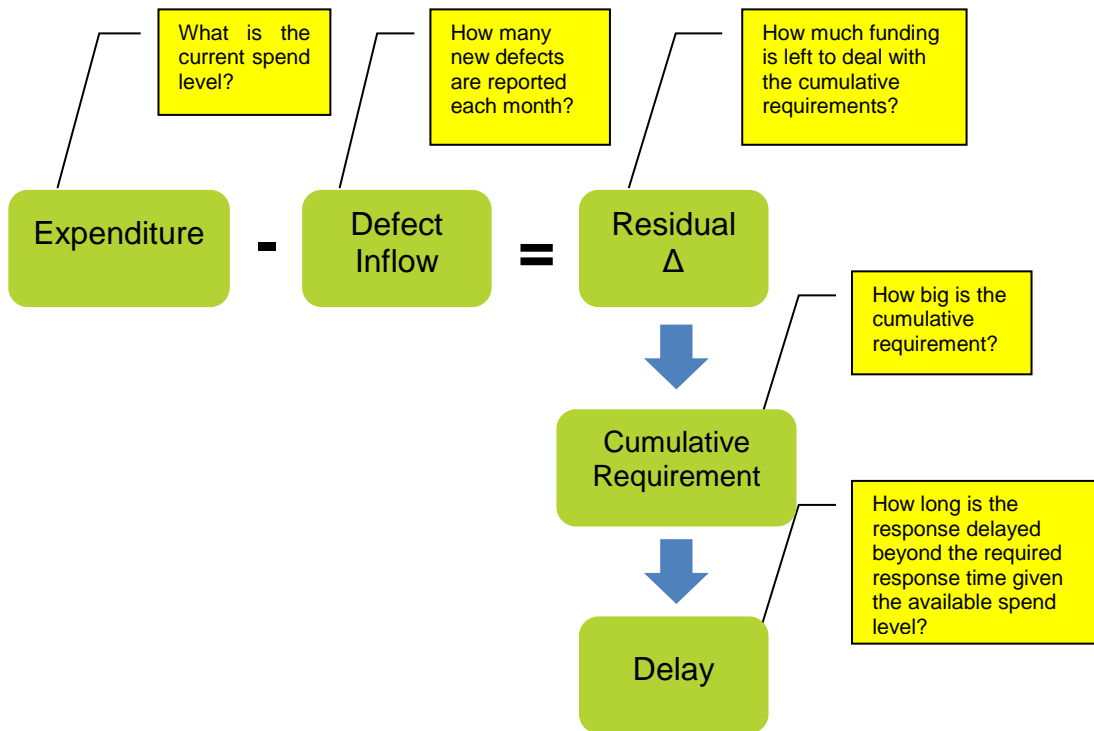 What is the
current spend
level?
How many
new defects
are reported
each month?
How much funding
is left to deal with
the cumulative
requirements?
Expenditure
-
Defect
Inflow
=
Residual
Δ
How big is the
cumulative
requirement?
Cumulative
Requirement
How long is the
response delayed
beyond the required
response time given
the available spend
level?
Delay